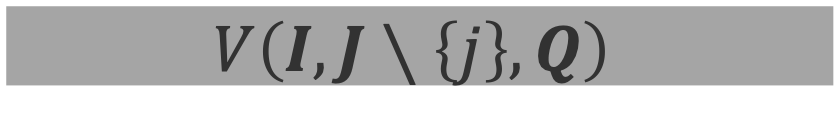 V(I, J \ {j}, Q)